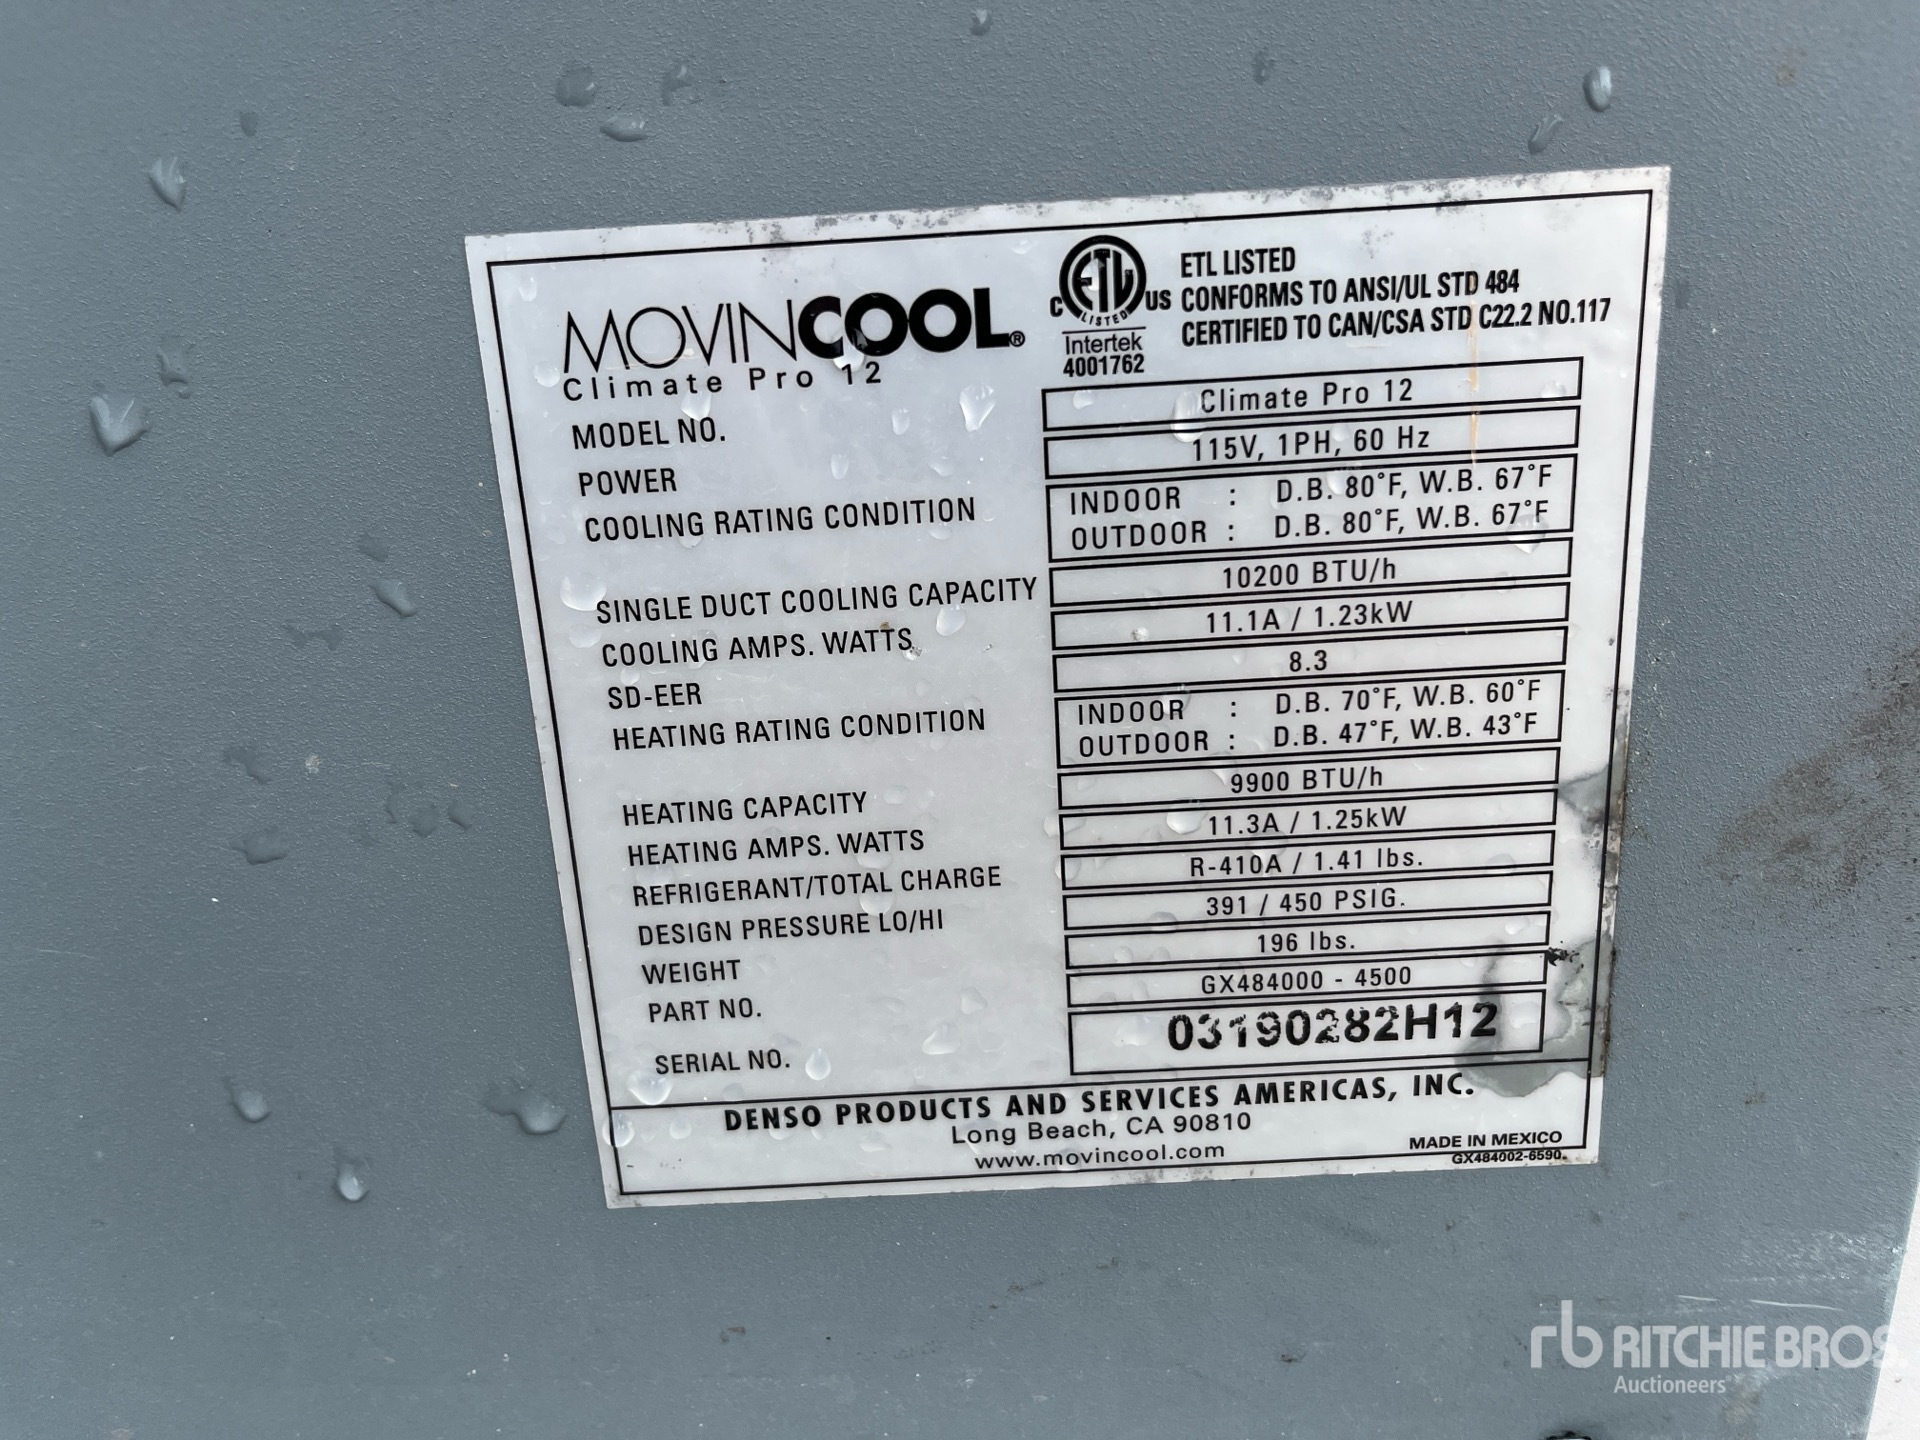 MOVINCOOL®
Climate Pro 12
C ETL LISTED US
Intertek
4001762
ETL LISTED
CONFORMS TO ANSI/UL STD 484
CERTIFIED TO CAN/CSA STD C22.2 NO.117
MODEL NO. Climate Pro 12
POWER 115V, 1PH, 60 Hz
COOLING RATING CONDITION INDOOR : D.B. 80°F, W.B. 67°F
OUTDOOR : D.B. 80°F, W.B. 67°F
SINGLE DUCT COOLING CAPACITY 10200 BTU/h
COOLING AMPS. WATTS 11.1A / 1.23kW
SD-EER 8.3
HEATING RATING CONDITION INDOOR : D.B. 70°F, W.B. 60°F
OUTDOOR : D.B. 47°F, W.B. 43°F
HEATING CAPACITY 9900 BTU/h
HEATING AMPS. WATTS 11.3A / 1.25kW
REFRIGERANT/TOTAL CHARGE R-410A / 1.41 lbs.
DESIGN PRESSURE LO/HI 391 / 450 PSIG.
WEIGHT 196 lbs.
PART NO. GX484000 - 4500
SERIAL NO. 03190282H12
DENSO PRODUCTS AND SERVICES AMERICAS, INC.
Long Beach, CA 90810
www.movincool.com
MADE IN MEXICO
GX484002-6590
rb RITCHIE BROS.
Auctioneers